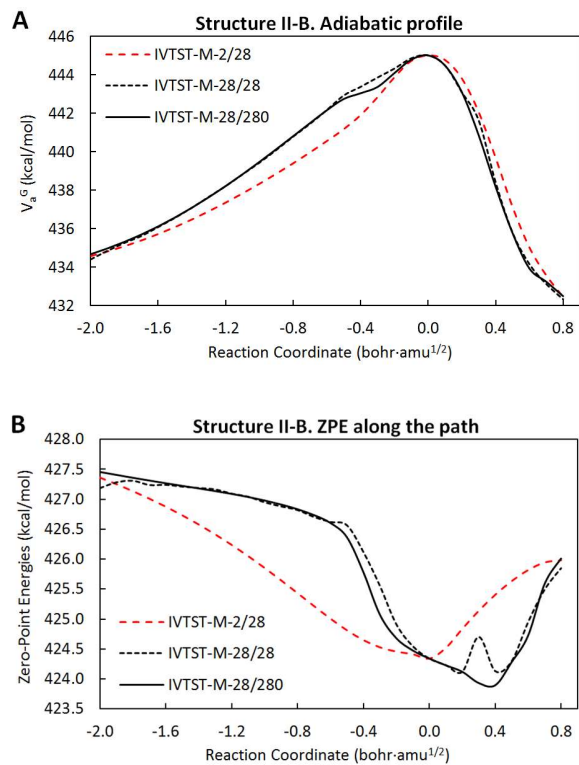 A
Structure II-B. Adiabatic profile
446
444
442
440
438
436
434
432
VaG (kcal/mol)
IVTST-M-2/28
IVTST-M-28/28
IVTST-M-28/280
-2.0 -1.6 -1.2 -0.8 -0.4 0.0 0.4 0.8
Reaction Coordinate (bohr·amu1/2)
B
Structure II-B. ZPE along the path
428.0
427.5
427.0
426.5
426.0
425.5
425.0
424.5
424.0
423.5
Zero-Point Energies (kcal/mol)
IVTST-M-2/28
IVTST-M-28/28
IVTST-M-28/280
-2.0 -1.6 -1.2 -0.8 -0.4 0.0 0.4 0.8
Reaction Coordinate (bohr·amu1/2)